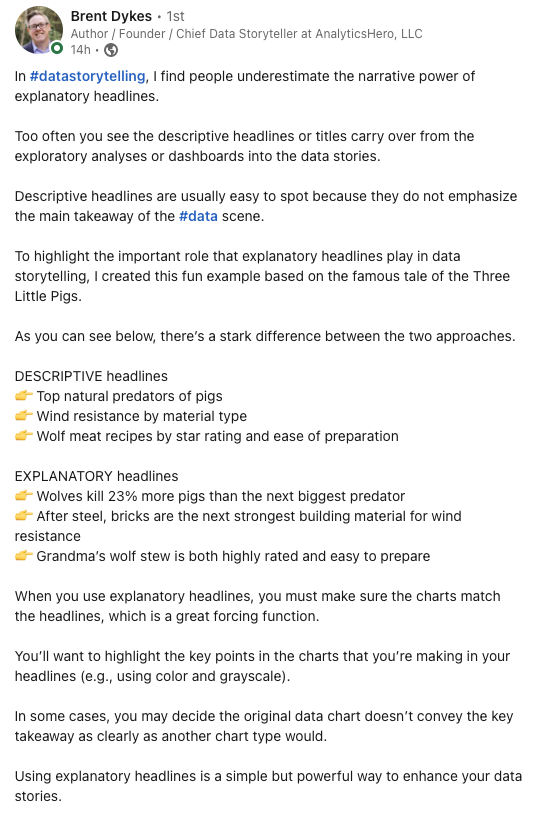 Brent Dykes • 1st
Author / Founder / Chief Data Storyteller at AnalyticsHero, LLC
14h •
In #datastorytelling, I find people underestimate the narrative power of
explanatory headlines.
Too often you see the descriptive headlines or titles carry over from the
exploratory analyses or dashboards into the data stories.
Descriptive headlines are usually easy to spot because they do not emphasize
the main takeaway of the #data scene.
To highlight the important role that explanatory headlines play in data
storytelling, I created this fun example based on the famous tale of the Three
Little Pigs.
As you can see below, there's a stark difference between the two approaches.
DESCRIPTIVE headlines
👉 Top natural predators of pigs
👉 Wind resistance by material type
👉 Wolf meat recipes by star rating and ease of preparation
EXPLANATORY headlines
👉 Wolves kill 23% more pigs than the next biggest predator
👉 After steel, bricks are the next strongest building material for wind
resistance
👉 Grandma's wolf stew is both highly rated and easy to prepare
When you use explanatory headlines, you must make sure the charts match
the headlines, which is a great forcing function.
You'll want to highlight the key points in the charts that you're making in your
headlines (e.g., using color and grayscale).
In some cases, you may decide the original data chart doesn't convey the key
takeaway as clearly as another chart type would.
Using explanatory headlines is a simple but powerful way to enhance your data
stories.